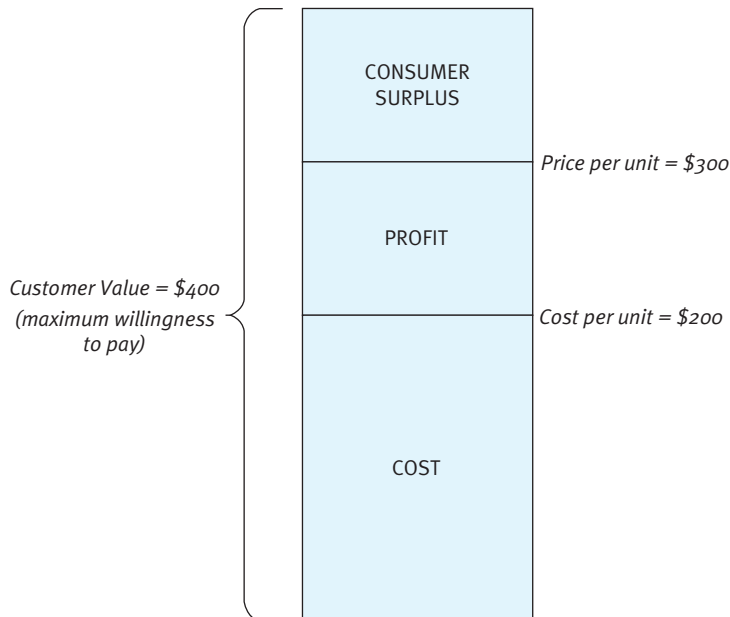 CONSUMER
SURPLUS
Price per unit = $300
PROFIT
Customer Value = $400
(maximum willingness
to pay)
Cost per unit = $200
COST